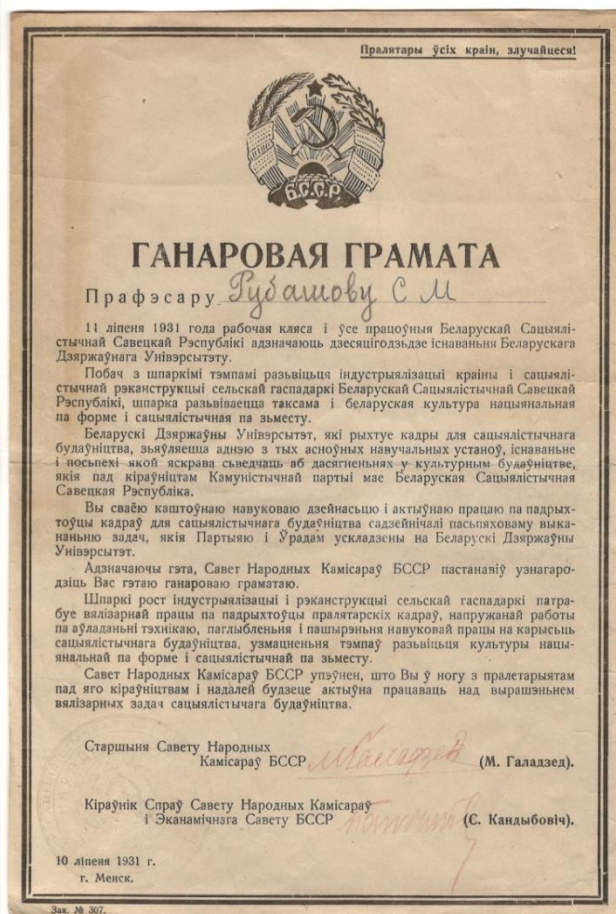 Пралятары ўсіх краін, злучайцеся!
Б.С.С.Р.
ГАНАРОВАЯ ГРАМАТА
Прафэсару Рубашову С М
11 ліпеня 1931 года рабочая кляса і ўсе працоўныя Беларускай Сацыялі-
стычнай Савецкай Рэспублікі адзначаюць дзесяцігодзьдзе існаваньня Беларускага
Дзяржаўнага Унівэрсытэту.
Побач з шпаркімі тэмпамі разьвіцьця індустрыялізацыі краіны і сацыялі-
стычнай рэканструкцыі сельскай гаспадаркі Беларускай Сацыялістычнай Савецкай
Рэспублікі, шпарка разьвіваецца таксама і беларуская культура нацыянальная
па форме і сацыялістычная па зьместу.
Беларускі Дзяржаўны Унівэрсытэт, які рыхтуе кадры для сацыялістычнага
будаўніцтва, зьяўляецца аднэю з тых асноўных навучальных устаноў, існаваньне
і посьпехі якой яскрава сьведчаць аб дасягненьнях у культурным будаўніцтве,
якія пад кіраўніцтвам Камуністычнай партыі мае Беларуская Сацыялістычная
Савецкая Рэспубліка.
Вы сваёю каштоўнаю навуковаю дзейнасьцю і актыўнаю працаю па падрых-
тоўцы кадраў для сацыялістычнага будаўніцтва садзейнічалі пасьпяховаму выка-
наньню задач, якія Партыяю і Ўрадам ускладзены на Беларускі Дзяржаўны
Унівэрсытэт.
Адзначаючы гэта, Савет Народных Камісараў БССР пастанавіў узнагаро-
дзіць Вас гэтаю ганароваю граматаю.
Шпаркі рост індустрыялізацыі і рэканструкцыі сельскай гаспадаркі патра-
буе вялізарнай працы па падрыхтоўцы пралятарскіх кадраў, напружанай работы
па аўладаньні тэхнікаю, паглыбленьня і пашырэньня навуковай працы на карысьць
сацыялістычнага будаўніцтва, узмацненьня тэмпаў разьвіцьця культуры нацы-
янальнай па форме і сацыялістычнай па зьместу.
Савет Народных Камісараў БССР упэўнен, што Вы ў ногу з пралетарыятам
пад яго кіраўніцтвам і надалей будзеце актыўна працаваць над вырашэньнем
вялізарных задач сацыялістычага будаўніцтва.
Старшыня Савету Народных
Камісараў БССР (М. Галадзед).
Кіраўнік Спраў Савету Народных Камісараў
і Эканамічнага Савету БССР (С. Кандыбовіч).
10 ліпеня 1931 г.
г. Менск.
Зак. № 307.